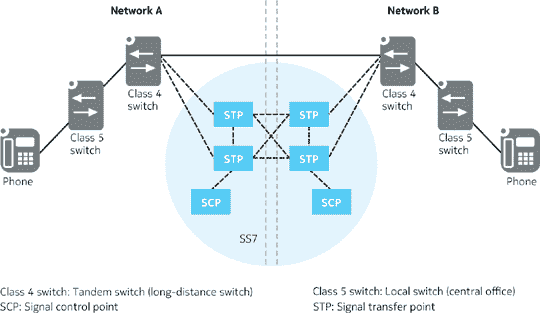 Network A
Network B
Class 4
switch
Class 4
switch
Class 5
switch
Class 5
switch
Phone
Phone
STP
STP
STP
STP
SCP
SCP
SS7
Class 4 switch: Tandem switch (long-distance switch)
SCP: Signal control point
Class 5 switch: Local switch (central office)
STP: Signal transfer point